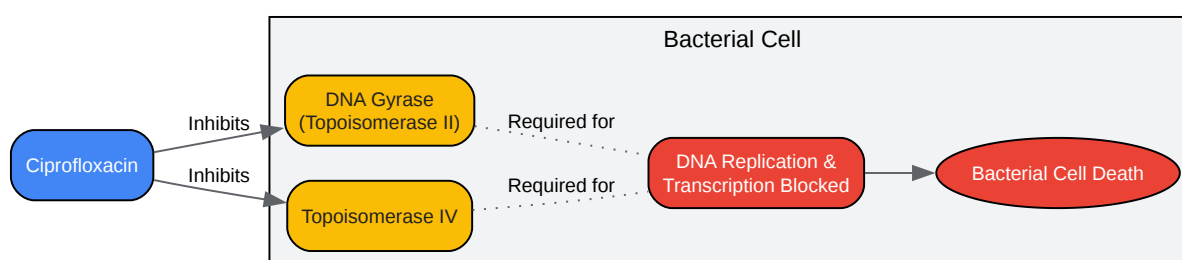 Bacterial Cell
Ciprofloxacin
Inhibits
Inhibits
DNA Gyrase
(Topoisomerase II)
Topoisomerase IV
Required for
Required for
DNA Replication &
Transcription Blocked
Bacterial Cell Death